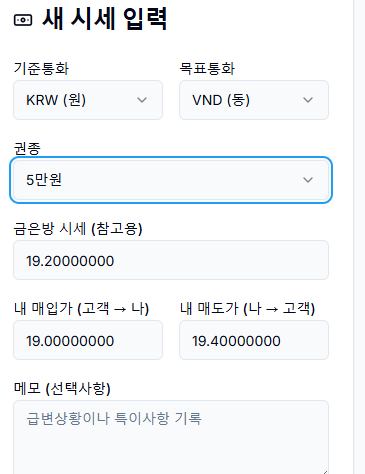 새 시세 입력
기준통화 목표통화
KRW (원) VND (동)
권종
5만원
금은방 시세 (참고용)
19.20000000
내 매입가 (고객 → 나) 내 매도가 (나 → 고객)
19.00000000 19.40000000
메모 (선택사항)
급변상황이나 특이사항 기록